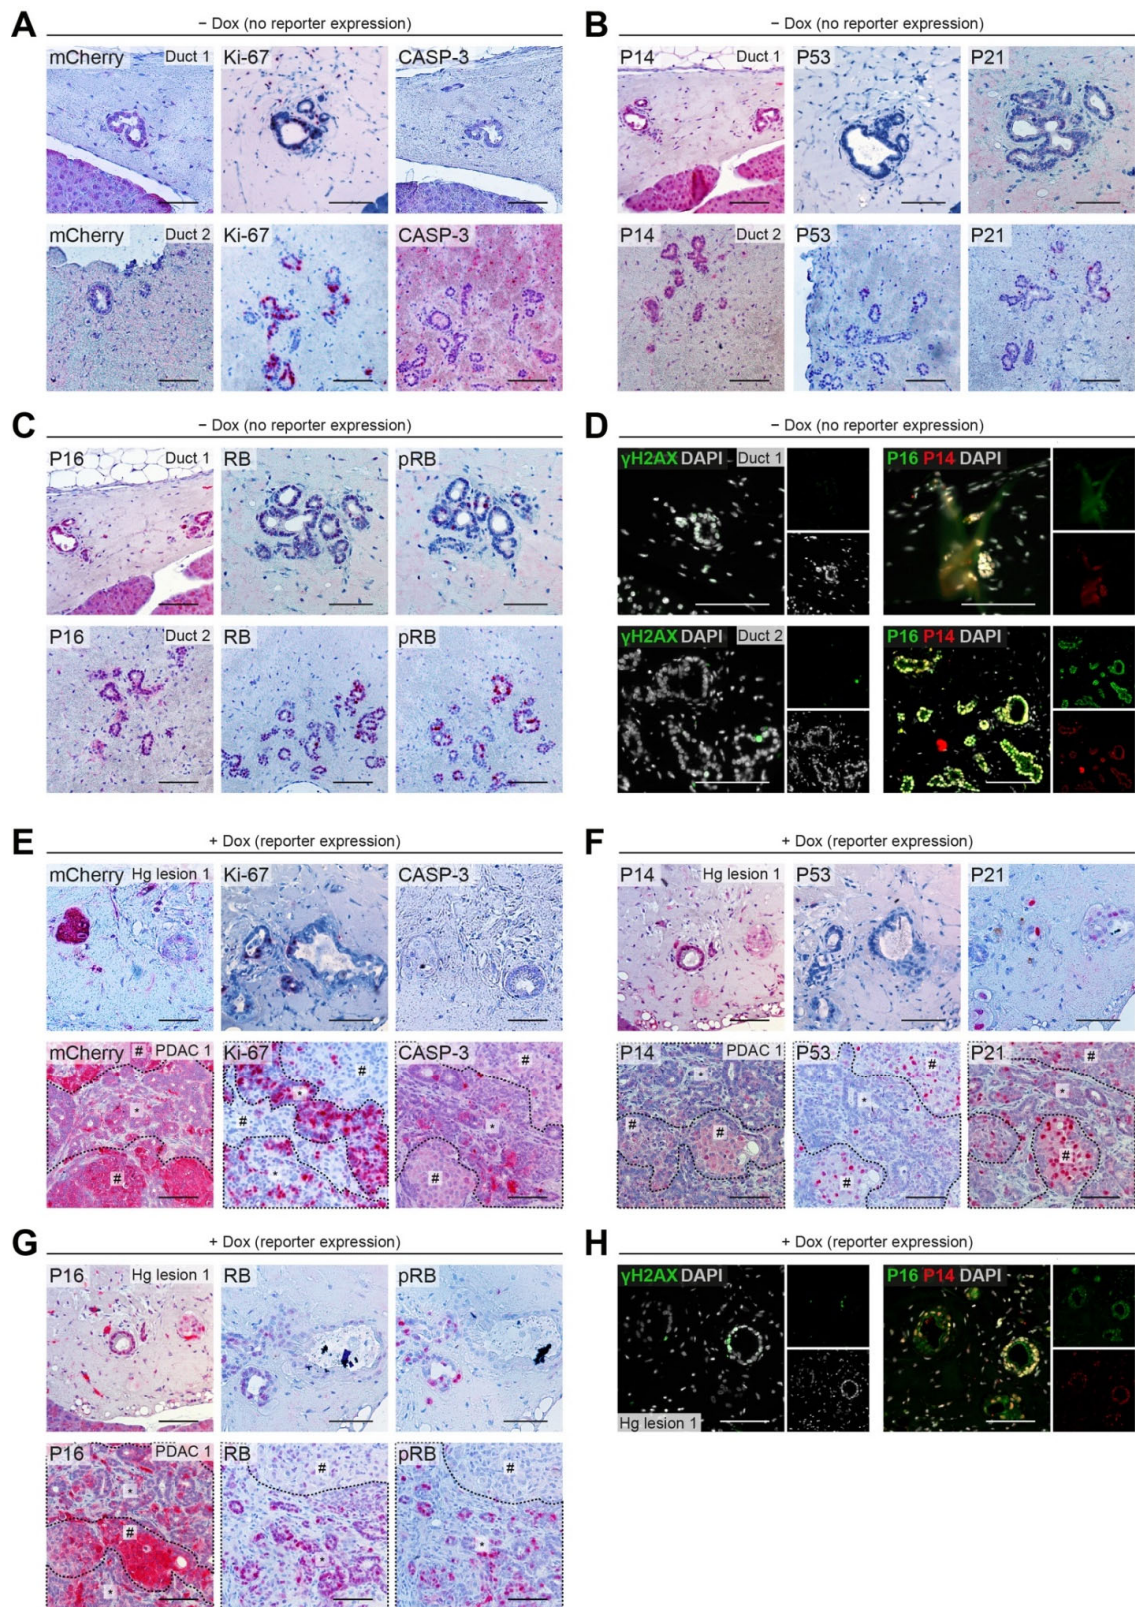 A
B
− Dox (no reporter expression)
− Dox (no reporter expression)
mCherry Duct 1 Ki-67 CASP-3
P14 Duct 1 P53 P21
mCherry Duct 2 Ki-67 CASP-3
P14 Duct 2 P53 P21
C
D
− Dox (no reporter expression)
− Dox (no reporter expression)
P16 Duct 1 RB pRB
γH2AX DAPI Duct 1 P16 P14 DAPI
P16 Duct 2 RB pRB
γH2AX DAPI Duct 2 P16 P14 DAPI
E
F
+ Dox (reporter expression)
+ Dox (reporter expression)
mCherry Hg lesion 1 Ki-67 CASP-3
P14 Hg lesion 1 P53 P21
mCherry # PDAC 1 Ki-67 # CASP-3 #
* * # *
# # * #
P14 PDAC 1 P53 # P21 #
* * *
# # # #
G
H
+ Dox (reporter expression)
+ Dox (reporter expression)
P16 Hg lesion 1 RB pRB
γH2AX DAPI P16 P14 DAPI
Hg lesion 1
P16 PDAC 1 RB # pRB #
*
#
* * *